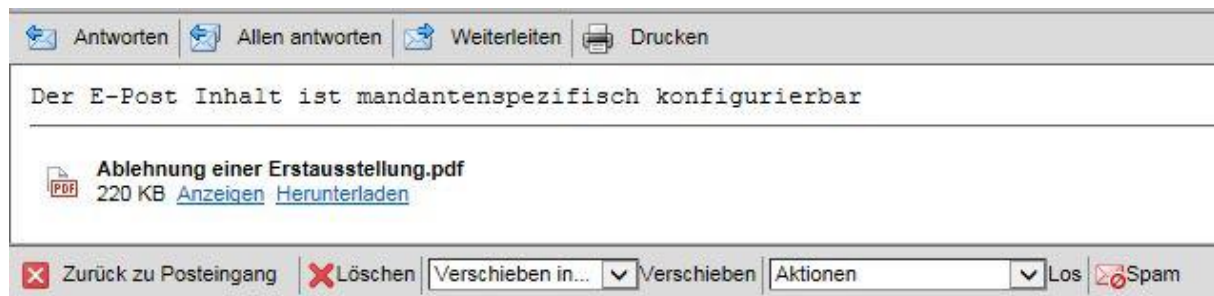 Antworten Allen antworten Weiterleiten Drucken
Der E-Post Inhalt ist mandantenspezifisch konfigurierbar
Ablehnung einer Erstausstellung.pdf
PDF 220 KB Anzeigen Herunterladen
Zurück zu Posteingang Löschen Verschieben in... Verschieben Aktionen Los Spam